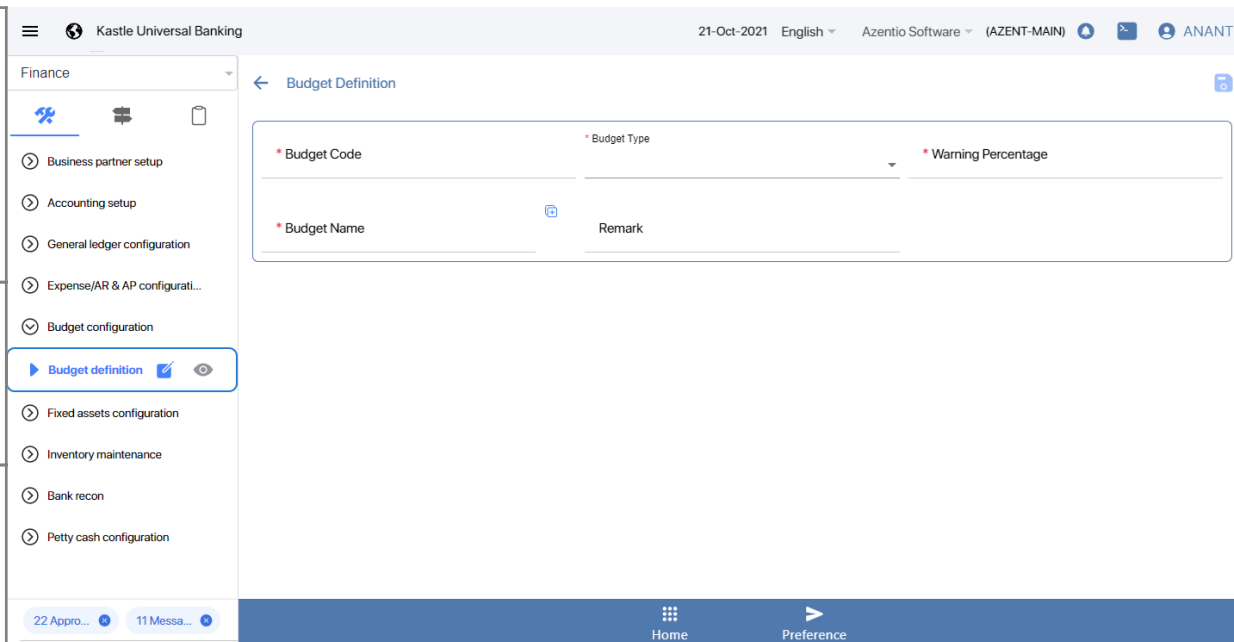 Kastle Universal Banking
21-Oct-2021 English Azentio Software (AZENT-MAIN) ANANT
Finance
Budget Definition
Business partner setup
Accounting setup
General ledger configuration
Expense/AR & AP configurati...
Budget configuration
Budget definition
Fixed assets configuration
Inventory maintenance
Bank recon
Petty cash configuration
* Budget Code
* Budget Type
* Warning Percentage
* Budget Name
Remark
22 Appro...
11 Messa...
Home
Preference